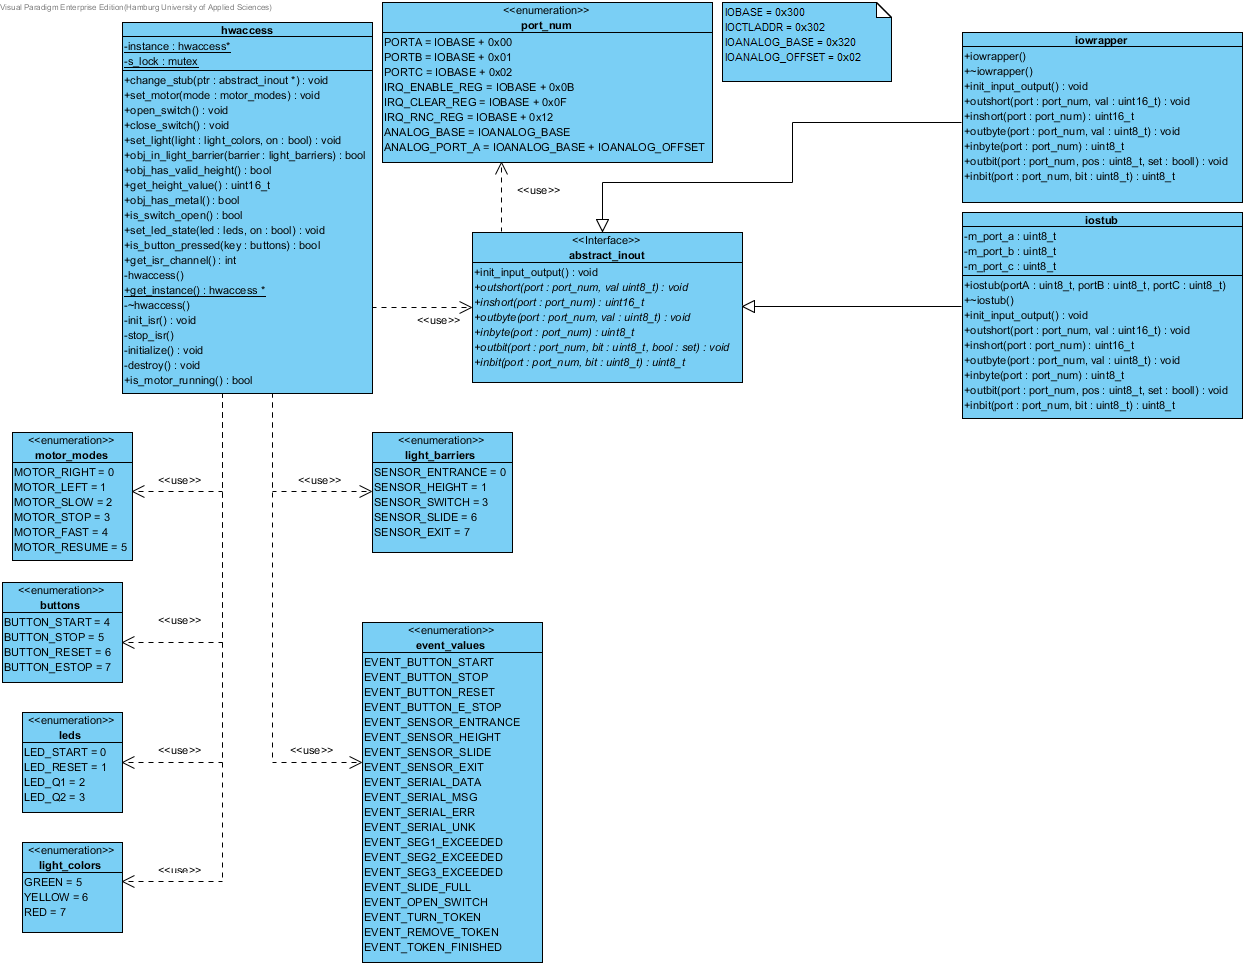 Visual Paradigm Enterprise Edition(Hamburg University of Applied Sciences)
hwaccess
-instance : hwaccess*
-s_lock : mutex
+change_stub(ptr : abstract_inout *) : void
+set_motor(mode : motor_modes) : void
+open_switch() : void
+close_switch() : void
+set_light(light : light_colors, on : bool) : void
+obj_in_light_barrier(barrier : light_barriers) : bool
+obj_has_valid_height() : bool
+get_height_value() : uint16_t
+obj_has_metal() : bool
+is_switch_open() : bool
+set_led_state(led : leds, on : bool) : void
+is_button_pressed(key : buttons) : bool
+get_isr_channel() : int
-hwaccess()
+get_instance() : hwaccess *
-~hwaccess()
-init_isr() : void
-stop_isr()
-initialize() : void
-destroy() : void
+is_motor_running() : bool
<<enumeration>>
port_num
PORTA = IOBASE + 0x00
PORTB = IOBASE + 0x01
PORTC = IOBASE + 0x02
IRQ_ENABLE_REG = IOBASE + 0x0B
IRQ_CLEAR_REG = IOBASE + 0x0F
IRQ_RNC_REG = IOBASE + 0x12
ANALOG_BASE = IOANALOG_BASE
ANALOG_PORT_A = IOANALOG_BASE + IOANALOG_OFFSET
IOBASE = 0x300
IOCTLADDR = 0x302
IOANALOG_BASE = 0x320
IOANALOG_OFFSET = 0x02
iowrapper
+iowrapper()
+~iowrapper()
+init_input_output() : void
+outshort(port : port_num, val : uint16_t) : void
+inshort(port : port_num) : uint16_t
+outbyte(port : port_num, val : uint8_t) : void
+inbyte(port : port_num) : uint8_t
+outbit(port : port_num, pos : uint8_t, set : booll) : void
+inbit(port : port_num, bit : uint8_t) : uint8_t
<<use>>
<<Interface>>
abstract_inout
+init_input_output() : void
+outshort(port : port_num, val uint8_t) : void
+inshort(port : port_num) : uint16_t
+outbyte(port : port_num, val : uint8_t) : void
+inbyte(port : port_num) : uint8_t
+outbit(port : port_num, bit : uint8_t, bool : set) : void
+inbit(port : port_num, bit : uint8_t) : uint8_t
<<use>>
iostub
-m_port_a : uint8_t
-m_port_b : uint8_t
-m_port_c : uint8_t
+iostub(portA : uint8_t, portB : uint8_t, portC : uint8_t)
+~iostub()
+init_input_output() : void
+outshort(port : port_num, val : uint16_t) : void
+inshort(port : port_num) : uint16_t
+outbyte(port : port_num, val : uint8_t) : void
+inbyte(port : port_num) : uint8_t
+outbit(port : port_num, pos : uint8_t, set : booll) : void
+inbit(port : port_num, bit : uint8_t) : uint8_t
<<enumeration>>
motor_modes
MOTOR_RIGHT = 0
MOTOR_LEFT = 1
MOTOR_SLOW = 2
MOTOR_STOP = 3
MOTOR_FAST = 4
MOTOR_RESUME = 5
<<use>>
<<use>>
<<enumeration>>
light_barriers
SENSOR_ENTRANCE = 0
SENSOR_HEIGHT = 1
SENSOR_SWITCH = 3
SENSOR_SLIDE = 6
SENSOR_EXIT = 7
<<enumeration>>
buttons
BUTTON_START = 4
BUTTON_STOP = 5
BUTTON_RESET = 6
BUTTON_ESTOP = 7
<<use>>
<<enumeration>>
leds
LED_START = 0
LED_RESET = 1
LED_Q1 = 2
LED_Q2 = 3
<<use>>
<<use>>
<<enumeration>>
event_values
EVENT_BUTTON_START
EVENT_BUTTON_STOP
EVENT_BUTTON_RESET
EVENT_BUTTON_E_STOP
EVENT_SENSOR_ENTRANCE
EVENT_SENSOR_HEIGHT
EVENT_SENSOR_SLIDE
EVENT_SENSOR_EXIT
EVENT_SERIAL_DATA
EVENT_SERIAL_MSG
EVENT_SERIAL_ERR
EVENT_SERIAL_UNK
EVENT_SEG1_EXCEEDED
EVENT_SEG2_EXCEEDED
EVENT_SEG3_EXCEEDED
EVENT_SLIDE_FULL
EVENT_OPEN_SWITCH
EVENT_TURN_TOKEN
EVENT_REMOVE_TOKEN
EVENT_TOKEN_FINISHED
<<enumeration>>
light_colors
GREEN = 5
YELLOW = 6
RED = 7
<<use>>